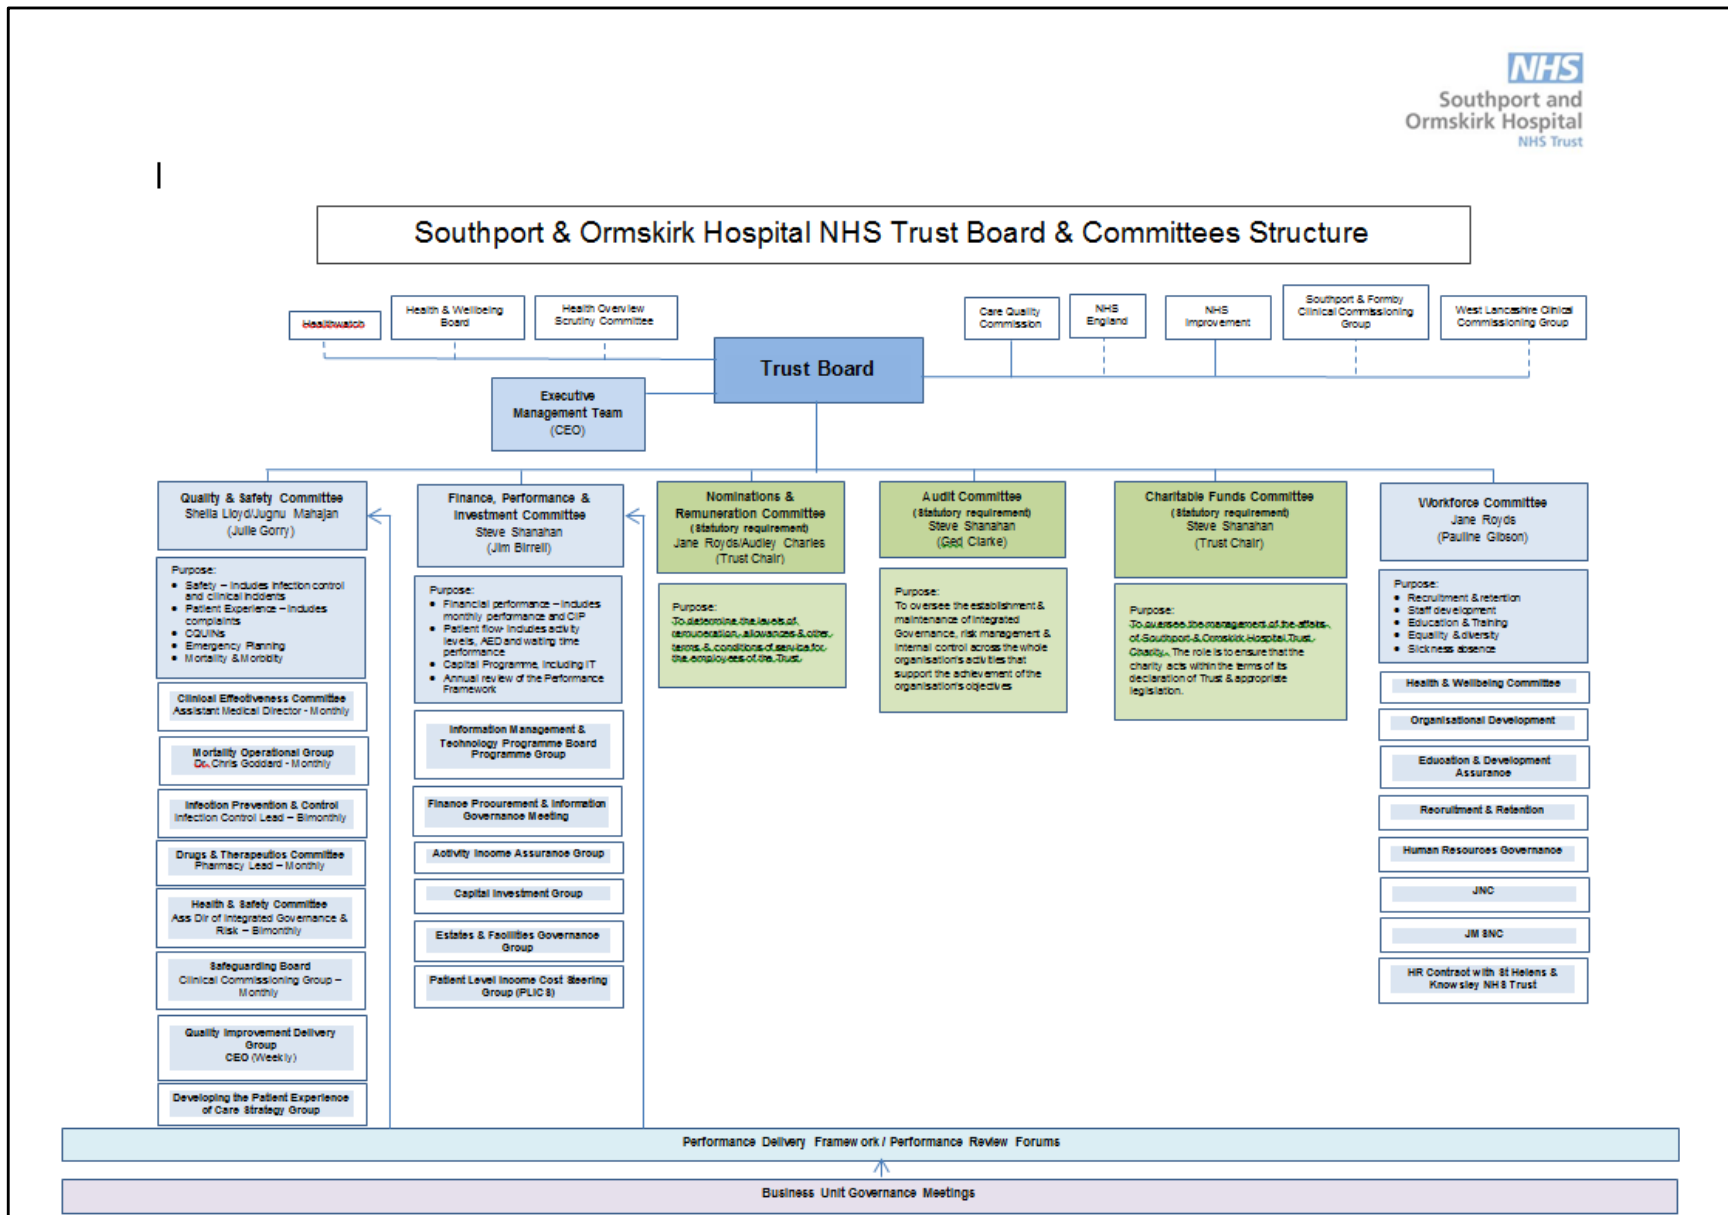 NHS
Southport and
Ormskirk Hospital
NHS Trust
Southport & Ormskirk Hospital NHS Trust Board & Committees Structure
Healthwatch
Health & Wellbeing
Board
Health Overview
Scrutiny Committee
Care Quality
Commission
NHS
England
NHS
Improvement
Southport & Formby
Clinical Commissioning
Group
West Lancashire Clinical
Commissioning Group
Trust Board
Executive
Management Team
(CEO)
Quality & Safety Committee
Sheila Lloyd/Jugnu Mahajan
(Julie Gorry)
Purpose:
• Safety – Includes infection control
and clinical incidents
• Patient Experience – includes
complaints
• CQUINs
• Emergency Planning
• Mortality & Morbidity
Clinical Effectiveness Committee
Assistant Medical Director - Monthly
Mortality Operational Group
Dr. Chris Goddard - Monthly
Infection Prevention & Control
Infection Control Lead – Bimonthly
Drugs & Therapeutics Committee
Pharmacy Lead – Monthly
Health & Safety Committee
Ass Dir of Integrated Governance &
Risk – Bimonthly
Safeguarding Board
Clinical Commissioning Group –
Monthly
Quality Improvement Delivery
Group
CEO (Weekly)
Developing the Patient Experience
of Care Strategy Group
Finance, Performance &
Investment Committee
Steve Shanahan
(Jim Birrell)
Purpose:
• Financial performance – includes
monthly performance and CIP
• Patient flow- includes activity
levels, AED and waiting time
performance
• Capital Programme, including IT
• Annual review of the Performance
Framework
Information Management &
Technology Programme Board
Programme Group
Finance Procurement & Information
Governance Meeting
Activity Income Assurance Group
Capital Investment Group
Estates & Facilities Governance
Group
Patient Level Income Cost Steering
Group (PLICS)
Nominations &
Remuneration Committee
(Statutory requirement)
Jane Royds/Audley Charles
(Trust Chair)
Purpose:
To determine the levels of
remuneration, allowances & other
terms & conditions of service for
the employees of the Trust
Audit Committee
(Statutory requirement)
Steve Shanahan
(Ged Clarke)
Purpose:
To oversee the establishment &
maintenance of Integrated
Governance, risk management &
internal control across the whole
organisation's activities that
support the achievement of the
organisation's objectives
Charitable Funds Committee
(Statutory requirement)
Steve Shanahan
(Trust Chair)
Purpose:
To oversee the management of the affairs
of Southport & Ormskirk Hospital Trust
Charity. The role is to ensure that the
charity acts within the terms of its
declaration of Trust & appropriate
legislation.
Workforce Committee
Jane Royds
(Pauline Gibson)
Purpose:
• Recruitment & retention
• Staff development
• Education & Training
• Equality & diversity
• Sickness absence
Health & Wellbeing Committee
Organisational Development
Education & Development
Assurance
Recruitment & Retention
Human Resources Governance
JNC
JM SNC
HR Contract with St Helens &
Knowsley NHS Trust
Performance Delivery Framework / Performance Review Forums
Business Unit Governance Meetings